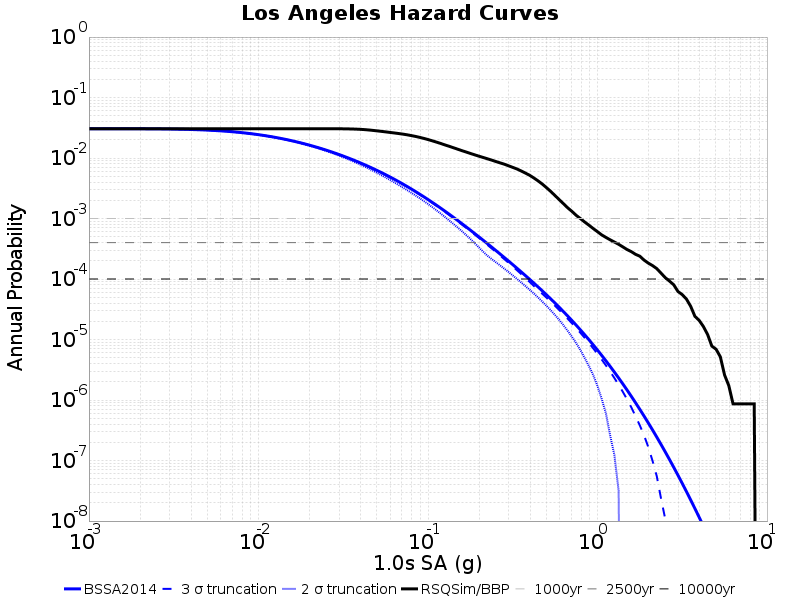 Los Angeles Hazard Curves
10^0
10^-1
10^-2
10^-3
10^-4
10^-5
10^-6
10^-7
10^-8
Annual Probability
10^-3 10^-2 10^-1 10^0 10^1
1.0s SA (g)
BSSA2014 3 σ truncation 2 σ truncation RSQSim/BBP 1000yr 2500yr 10000yr